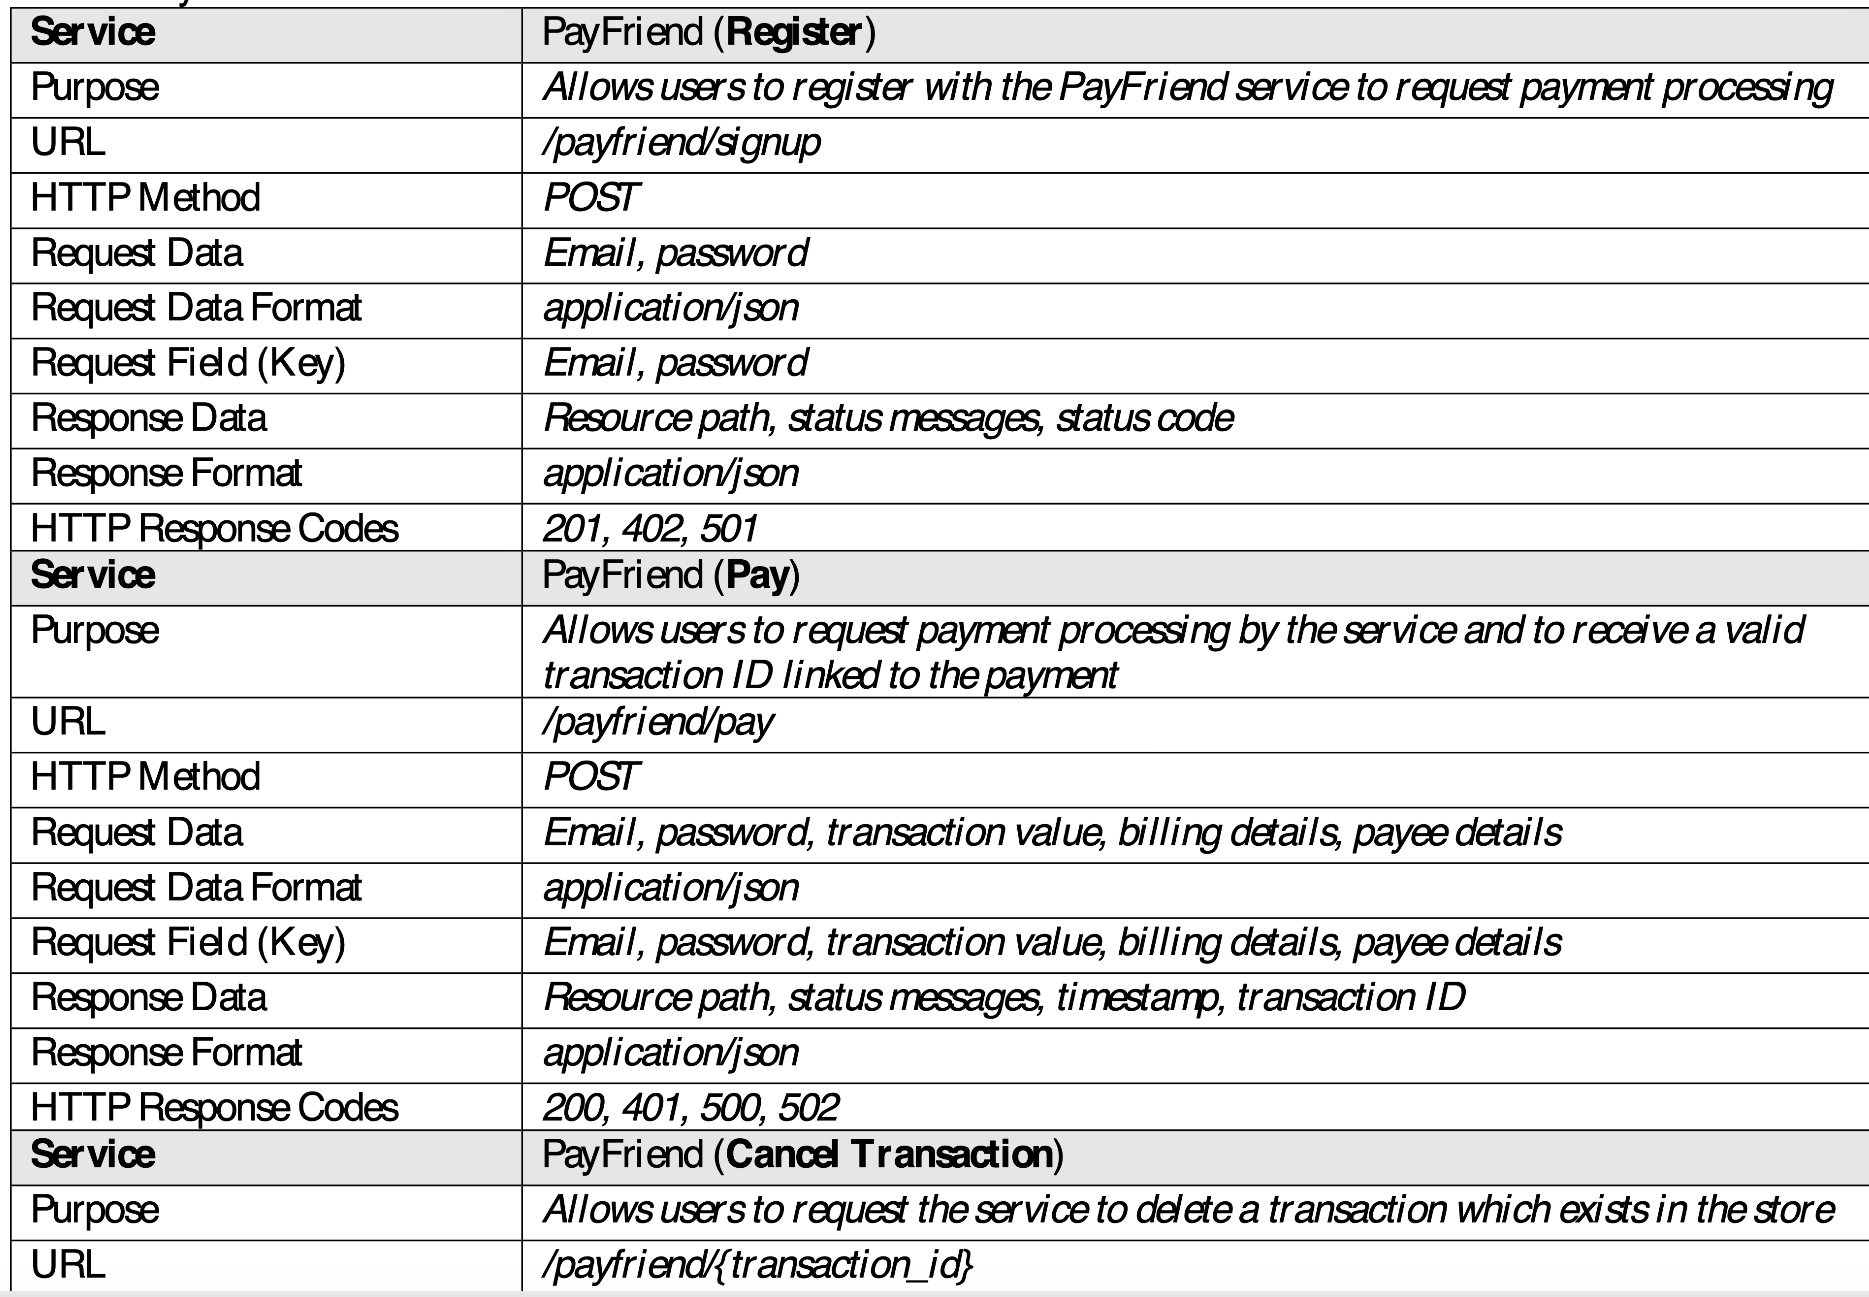 Service PayFriend (Register)
Purpose Allows users to register with the PayFriend service to request payment processing
URL /payfriend/signup
HTTP Method POST
Request Data Email, password
Request Data Format application/json
Request Field (Key) Email, password
Response Data Resource path, status messages, status code
Response Format application/json
HTTP Response Codes 201, 402, 501
Service PayFriend (Pay)
Purpose Allows users to request payment processing by the service and to receive a valid
transaction ID linked to the payment
URL /payfriend/pay
HTTP Method POST
Request Data Email, password, transaction value, billing details, payee details
Request Data Format application/json
Request Field (Key) Email, password, transaction value, billing details, payee details
Response Data Resource path, status messages, timestamp, transaction ID
Response Format application/json
HTTP Response Codes 200, 401, 500, 502
Service PayFriend (Cancel Transaction)
Purpose Allows users to request the service to delete a transaction which exists in the store
URL /payfriend/{transaction_id}